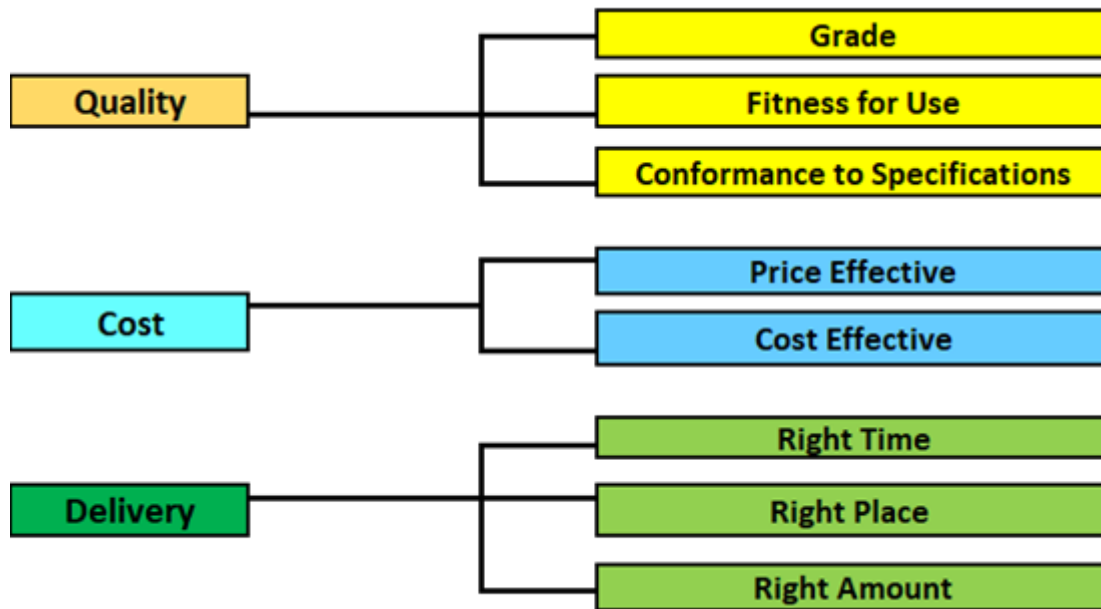 Quality
Grade
Fitness for Use
Conformance to Specifications
Cost
Price Effective
Cost Effective
Delivery
Right Time
Right Place
Right Amount